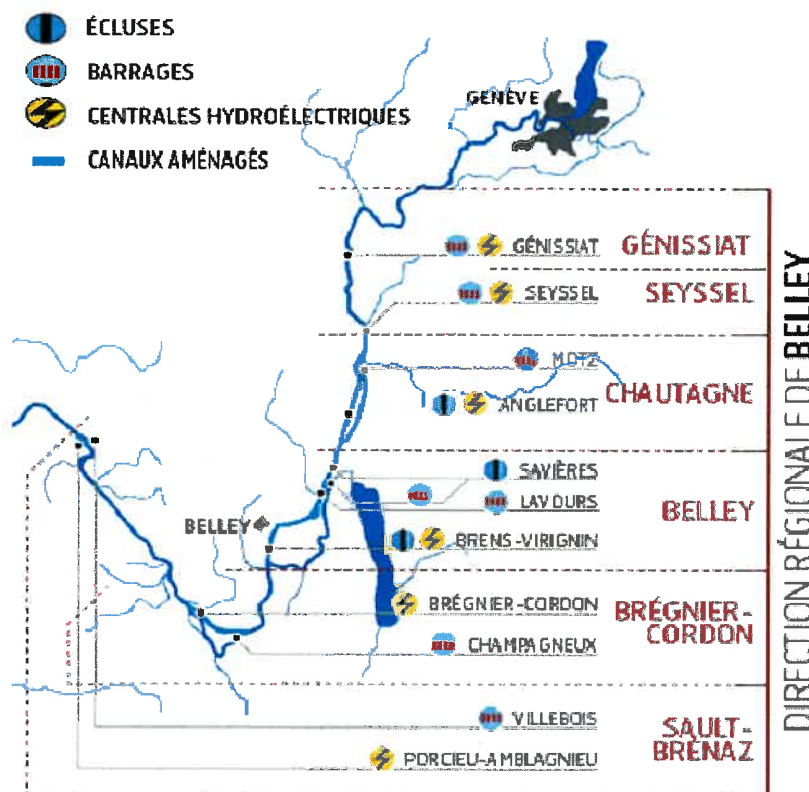 ÉCLUSES
BARRAGES
CENTRALES HYDROÉLECTRIQUES
CANAUX AMÉNAGÉS
GENÈVE
GÉNISSIAT
GÉNISSIAT
SEYSSEL
SEYSSEL
MOTZ
ANGLEFORT
CHAUTAGNE
SAVIÈRES
LAVOURS
BELLEY
BELLEY
BRENS-VIRIGNIN
BRÉGNIER-CORDON
CHAMPAGNEUX
BRÉGNIER-
CORDON
VILLEBOIS
PORCIEU-AMBLAGNIEU
SAULT-
BRÉNAZ
DIRECTION RÉGIONALE DE BELLEY